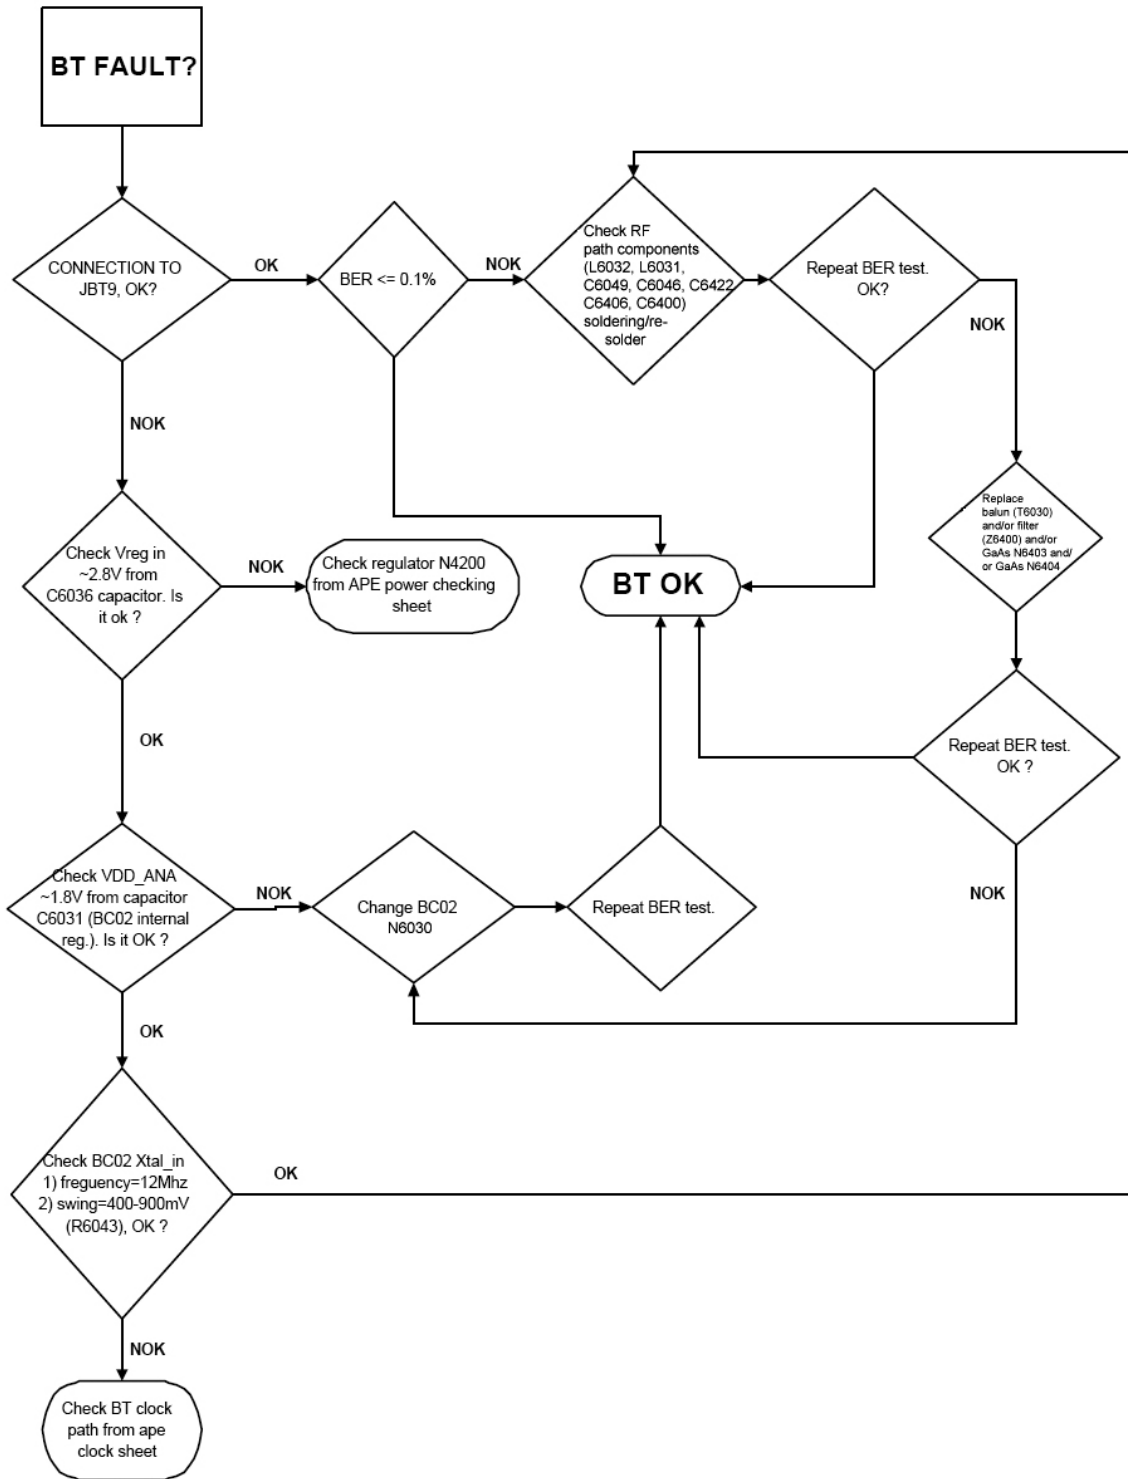 BT FAULT?
CONNECTION TO
JBT9, OK?
OK
BER <= 0.1%
NOK
Check RF
path components
(L6032, L6031,
C6049, C6046, C6422,
C6406, C6400)
soldering/re-
solder
Repeat BER test.
OK?
NOK
NOK
Check Vreg in
~2.8V from
C6036 capacitor. Is
it ok ?
NOK
Check regulator N4200
from APE power checking
sheet
BT OK
Replace
balun (T6030)
and/or filter
(Z6400) and/or
GaAs N6403 and/
or GaAs N6404
OK
Repeat BER test.
OK ?
Check VDD_ANA
~1.8V from capacitor
C6031 (BC02 internal
reg.). Is it OK ?
NOK
Change BC02
N6030
Repeat BER test.
NOK
OK
Check BC02 Xtal_in
1) freguency=12Mhz
2) swing=400-900mV
(R6043), OK ?
OK
NOK
Check BT clock
path from ape
clock sheet